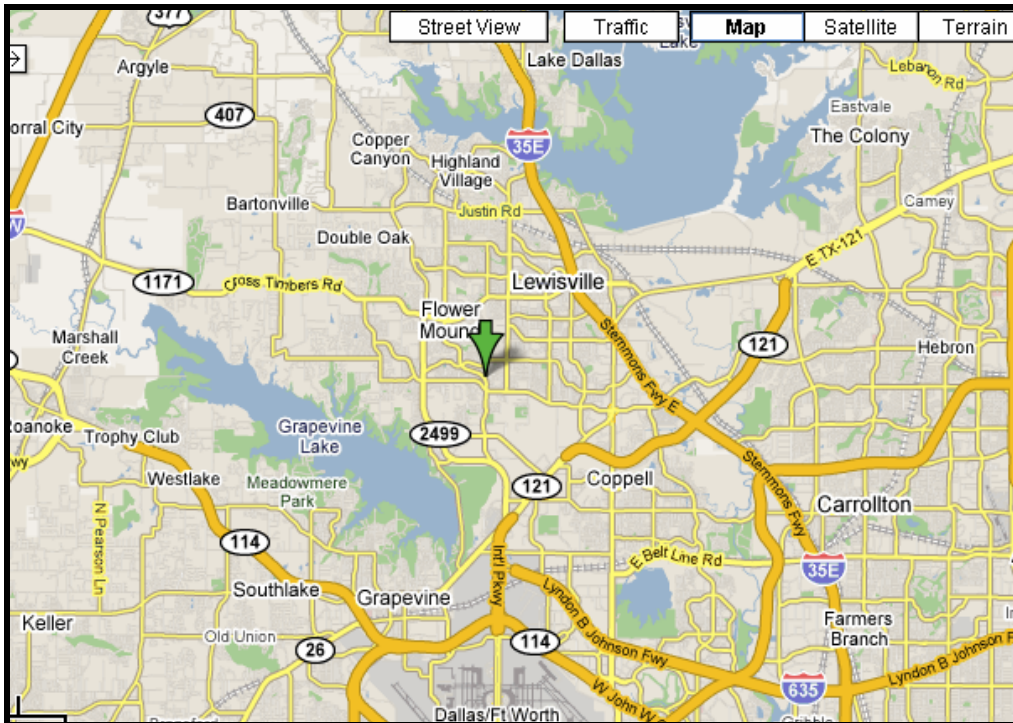 377
Street View
Traffic
Map
Satellite
Terrain
Lake
Argyle
Lake Dallas
Lebanon Rd
Eastvale
407
The Colony
Copper
Canyon
35E
Highland
Village
Bartonville
Justin Rd
Camey
Double Oak
E TX-121
1171
Cross Timbers Rd
Lewisville
Flower
Mound
Marshall
Creek
Stemmons Fwy E
121
Hebron
Roanoke
Trophy Club
Grapevine
Lake
2499
Westlake
Meadowmere
Park
121
Coppell
Stemmons Fwy
N Pearson Ln
Carrollton
114
Int'l Pkwy
E Belt Line Rd
35E
Southlake
Grapevine
Lyndon B Johnson Fwy
Keller
Old Union
26
114
Farmers
Branch
Lyndon B Johnson F
635
W John W
Dallas/Ft Worth